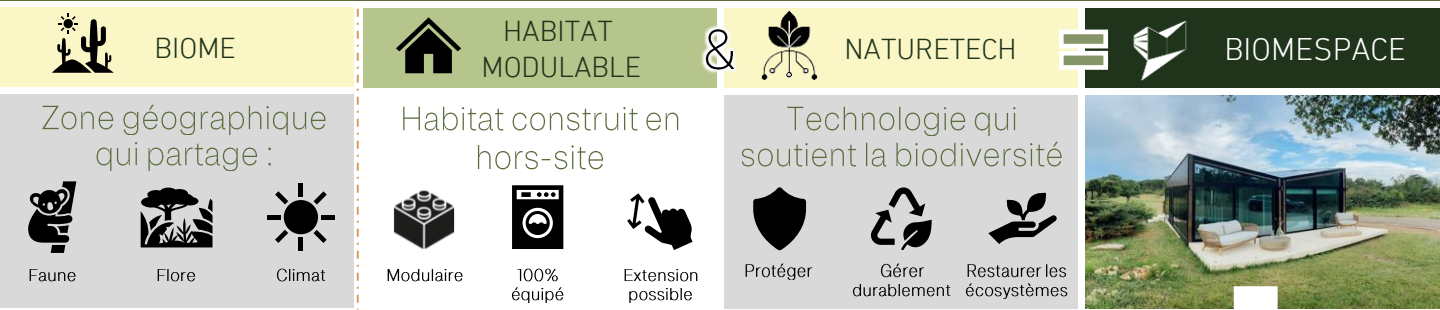 BIOME
Zone géographique
qui partage :
Faune
Flore
Climat
HABITAT
MODULABLE
Habitat construit en
hors-site
Modulaire
100%
équipé
Extension
possible
&
NATURETECH
Technologie qui
soutient la biodiversité
Protéger
Gérer
durablement
Restaurer les
écosystèmes
=
BIOMESPACE